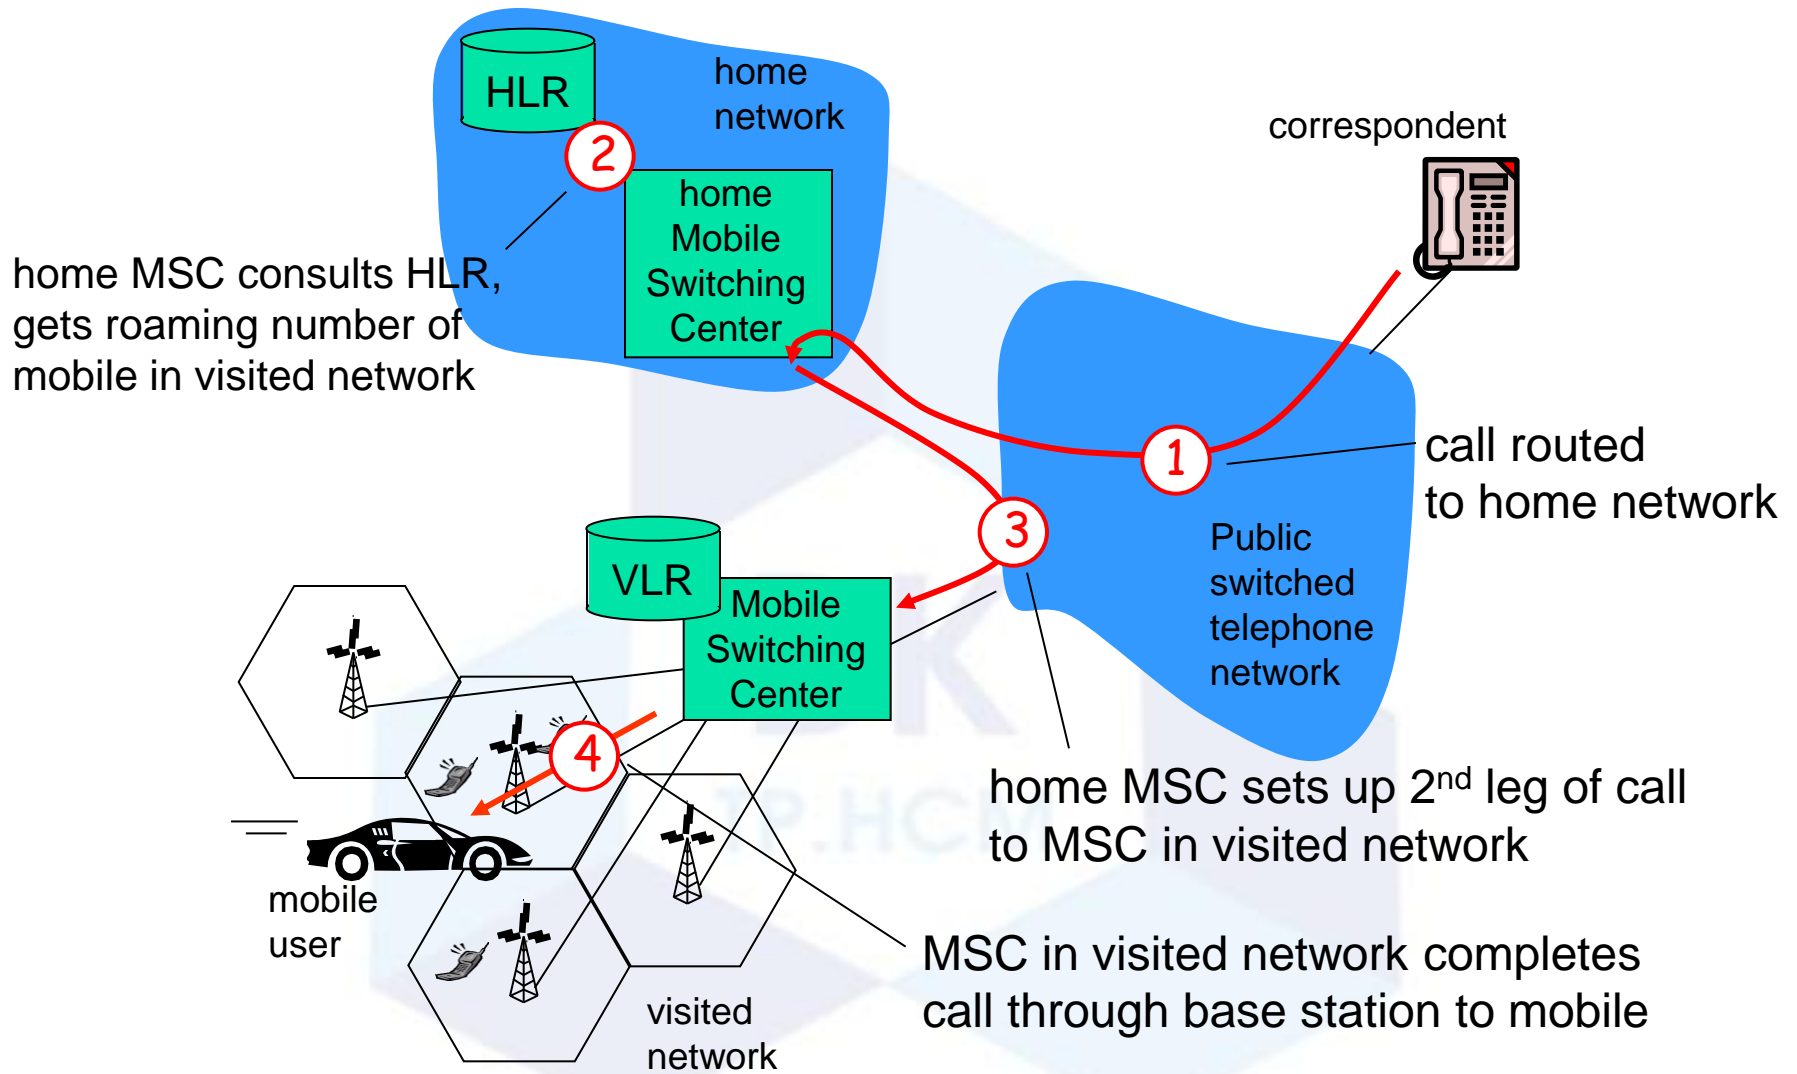 HLR
home
network
2
home
Mobile
Switching
Center
correspondent
home MSC consults HLR,
gets roaming number of
mobile in visited network
1
call routed
to home network
3
Public
switched
telephone
network
VLR
Mobile
Switching
Center
4
home MSC sets up 2nd leg of call
to MSC in visited network
mobile
user
MSC in visited network completes
call through base station to mobile
visited
network
BK
TP.HCM